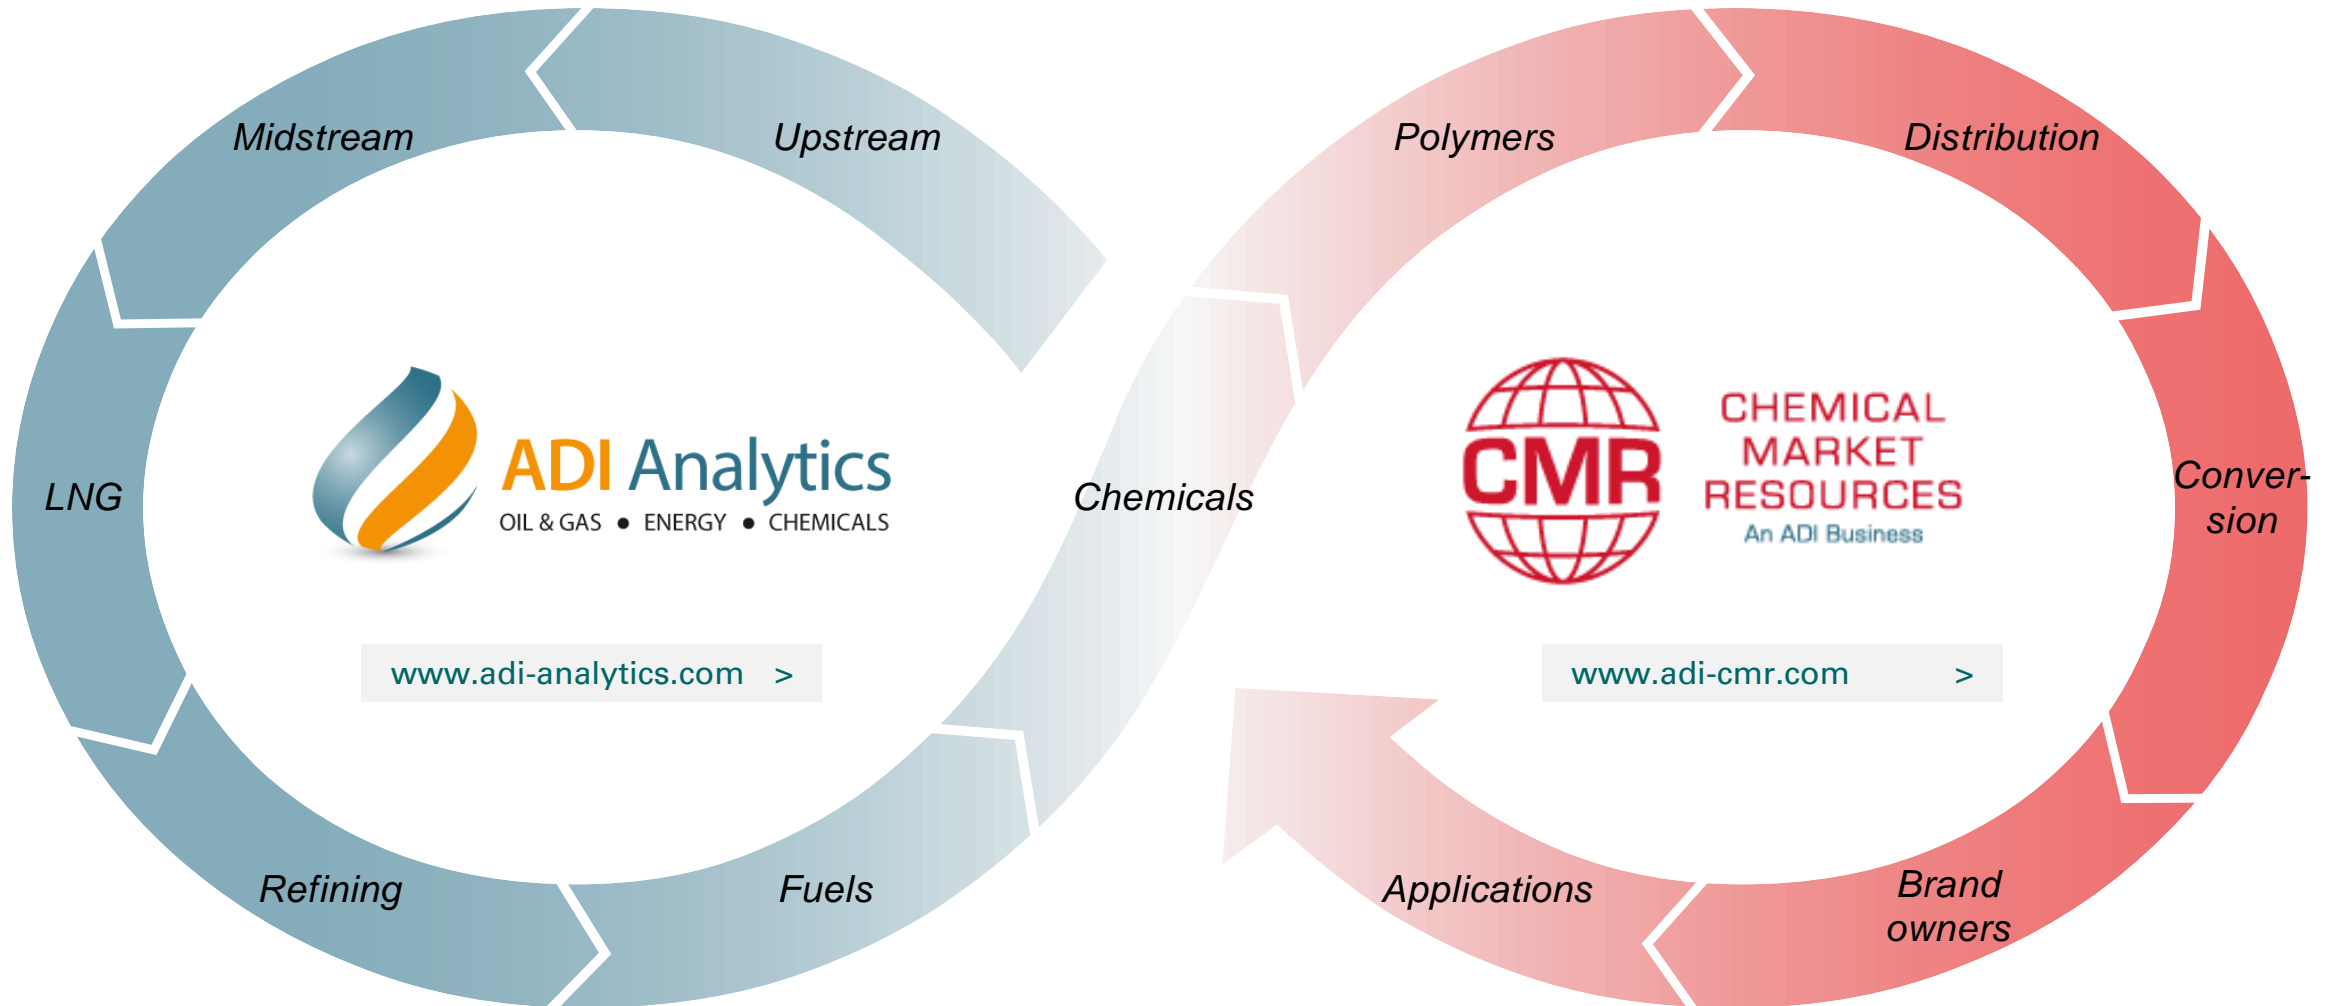 Midstream
Upstream
Polymers
Distribution
LNG
ADI Analytics
OIL & GAS ● ENERGY ● CHEMICALS
Chemicals
CMR
CHEMICAL
MARKET
RESOURCES
An ADI Business
Conver-
sion
www.adi-analytics.com >
www.adi-cmr.com >
Refining
Fuels
Applications
Brand
owners